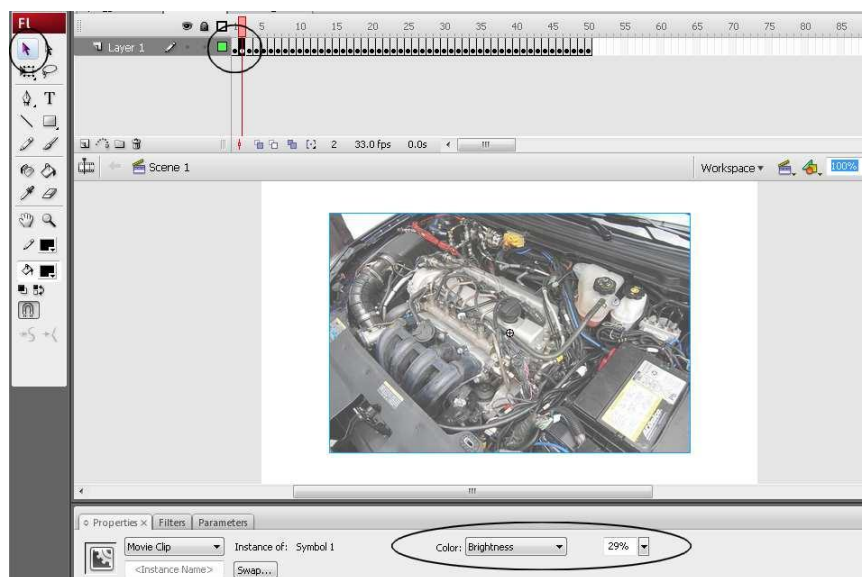 Fl
5 10 15 20 25 30 35 40 45 50 55 60 65 70 75 80 85
Layer 1
T
2 33.0 fps 0.0s
Scene 1 Workspace 100%
Properties × Filters Parameters
Movie Clip Instance of: Symbol 1 Color: Brightness 29%
<Instance Name> Swap...